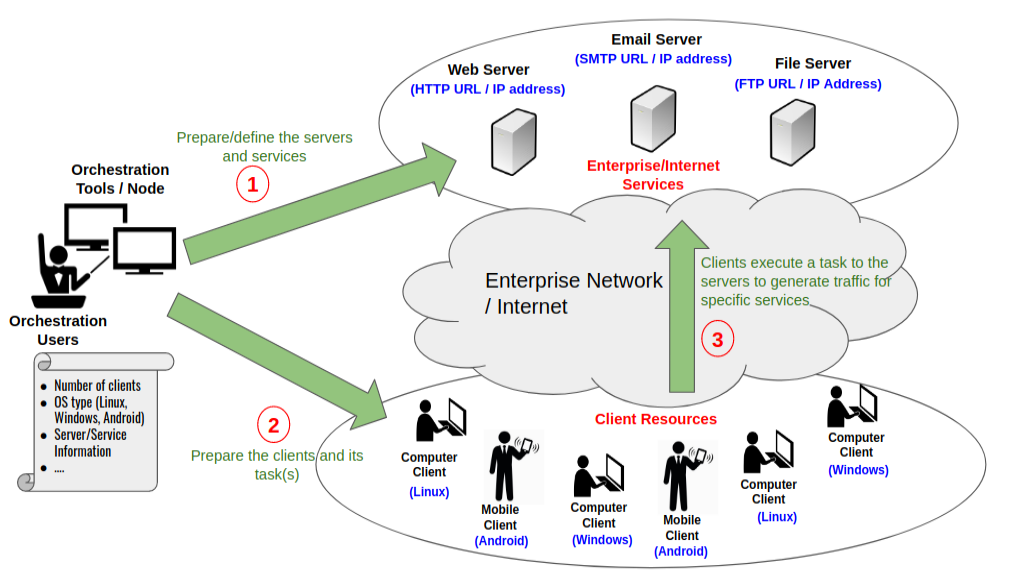 Email Server
(SMTP URL / IP address)
Web Server
(HTTP URL / IP address)
File Server
(FTP URL / IP Address)
Enterprise/Internet
Services
Prepare/define the servers
and services
1
Orchestration
Tools / Node
Orchestration
Users
● Number of clients
● OS type (Linux,
Windows, Android)
● Server/Service
Information
● ....
Enterprise Network
/ Internet
Clients execute a task to the
servers to generate traffic for
specific services
3
2
Prepare the clients and its
task(s)
Client Resources
Computer
Client
(Linux)
Mobile
Client
(Android)
Computer
Client
(Windows)
Mobile
Client
(Android)
Computer
Client
(Linux)
Computer
Client
(Windows)